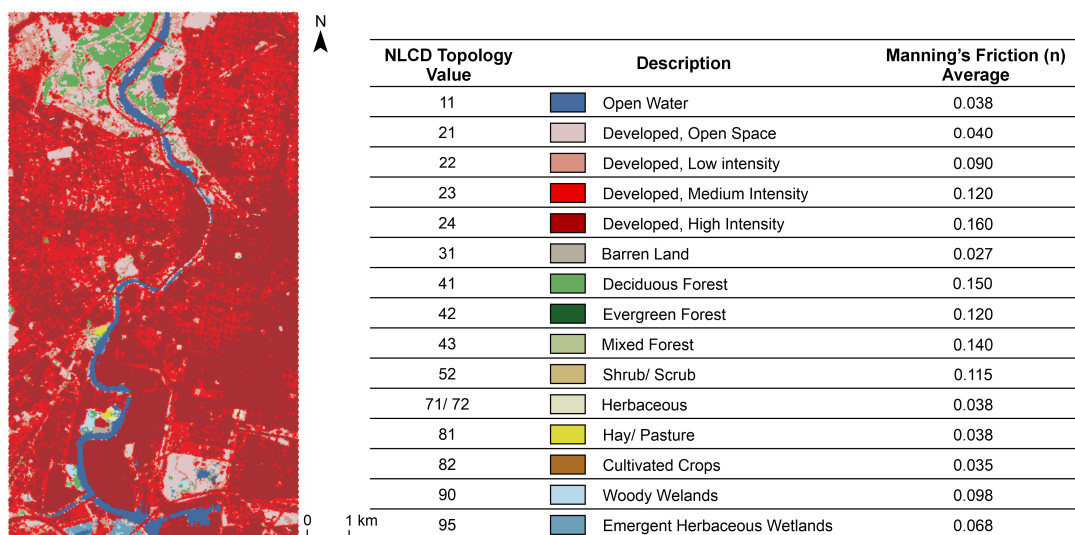 N
0 1 km
NLCD Topology Value Description Manning's Friction (n) Average
11 Open Water 0.038
21 Developed, Open Space 0.040
22 Developed, Low intensity 0.090
23 Developed, Medium Intensity 0.120
24 Developed, High Intensity 0.160
31 Barren Land 0.027
41 Deciduous Forest 0.150
42 Evergreen Forest 0.120
43 Mixed Forest 0.140
52 Shrub/ Scrub 0.115
71/ 72 Herbaceous 0.038
81 Hay/ Pasture 0.038
82 Cultivated Crops 0.035
90 Woody Welands 0.098
95 Emergent Herbaceous Wetlands 0.068